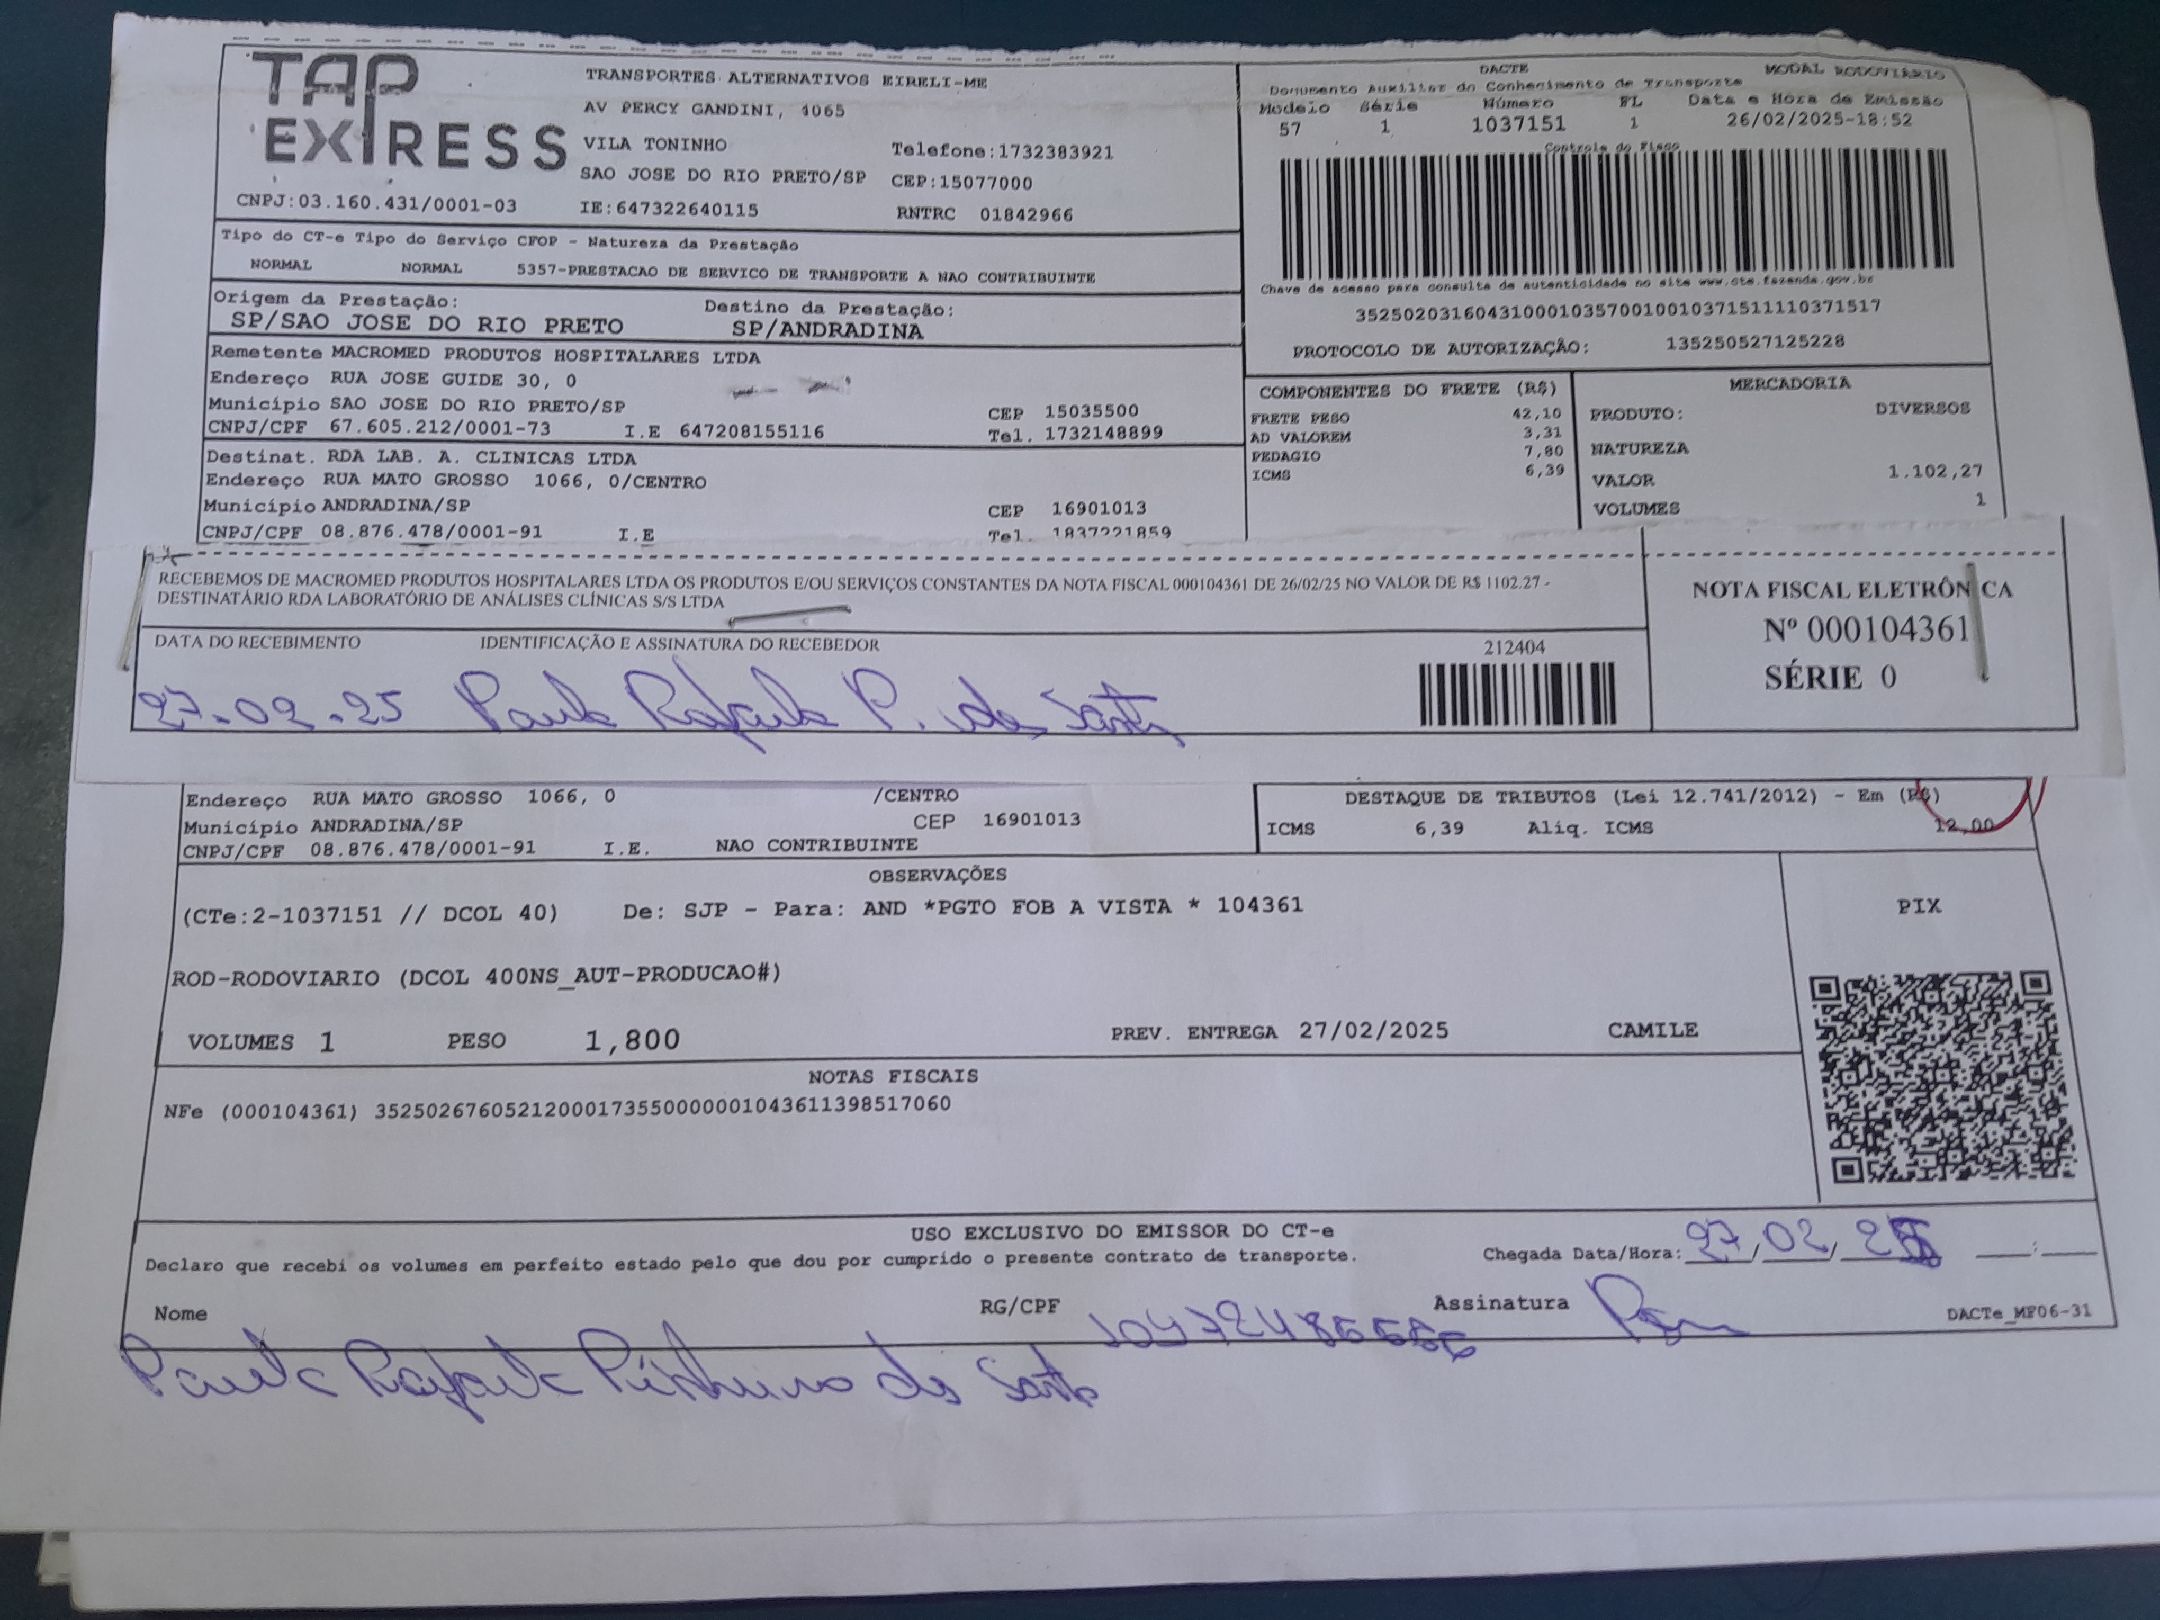 TAP EXPRESS
TRANSPORTES ALTERNATIVOS EIRELI-ME
AV PERCY GANDINI, 1065
VILA TONINHO Telefone:1732383921
SAO JOSE DO RIO PRETO/SP CEP:15077000
CNPJ:03.160.431/0001-03 IE:647322640115 RNTRC 01842966
DACTE MODAL RODOVIÁRIO
Documento Auxiliar do Conhecimento de Transporte
Modelo Série Número FL Data e Hora de Emissão
57 1 1037151 1 26/02/2025-18:52
Controle do Fisco
Chave de acesso para consulta de autenticidade no site www.cte.fazenda.gov.br
35250203160431000103570010010371511110371517
PROTOCOLO DE AUTORIZAÇÃO: 135250527125228
Tipo do CT-e Tipo do Serviço CFOP - Natureza da Prestação
NORMAL NORMAL 5357-PRESTACAO DE SERVICO DE TRANSPORTE A NAO CONTRIBUINTE
Origem da Prestação: Destino da Prestação:
SP/SAO JOSE DO RIO PRETO SP/ANDRADINA
Remetente MACROMED PRODUTOS HOSPITALARES LTDA
Endereço RUA JOSE GUIDE 30, 0
Município SAO JOSE DO RIO PRETO/SP CEP 15035500
CNPJ/CPF 67.605.212/0001-73 I.E 647208155116 Tel. 1732148899
Destinat. RDA LAB. A. CLINICAS LTDA
Endereço RUA MATO GROSSO 1066, 0/CENTRO
Município ANDRADINA/SP CEP 16901013
CNPJ/CPF 08.876.478/0001-91 I.E Tel. 1837221859
COMPONENTES DO FRETE (R$)
FRETE PESO 42,10
AD VALOREM 3,31
PEDAGIO 7,80
ICMS 6,39
MERCADORIA
PRODUTO: DIVERSOS
NATUREZA
VALOR 1.102,27
VOLUMES 1
RECEBEMOS DE MACROMED PRODUTOS HOSPITALARES LTDA OS PRODUTOS E/OU SERVIÇOS CONSTANTES DA NOTA FISCAL 000104361 DE 26/02/25 NO VALOR DE R$ 1102.27 -
DESTINATÁRIO RDA LABORATÓRIO DE ANÁLISES CLÍNICAS S/S LTDA
DATA DO RECEBIMENTO IDENTIFICAÇÃO E ASSINATURA DO RECEBEDOR 212404
27-02-25 Paula Rafaela P. dos Santos
NOTA FISCAL ELETRÔNICA
Nº 000104361
SÉRIE 0
Endereço RUA MATO GROSSO 1066, 0 /CENTRO
Município ANDRADINA/SP CEP 16901013
CNPJ/CPF 08.876.478/0001-91 I.E. NAO CONTRIBUINTE
DESTAQUE DE TRIBUTOS (Lei 12.741/2012) - Em (R$)
ICMS 6,39 Aliq. ICMS 12,00
OBSERVAÇÕES
(CTe:2-1037151 // DCOL 40) De: SJP - Para: AND *PGTO FOB A VISTA * 104361
PIX
ROD-RODOVIARIO (DCOL 400NS_AUT-PRODUCAO#)
VOLUMES 1 PESO 1,800 PREV. ENTREGA 27/02/2025 CAMILE
NOTAS FISCAIS
NFe (000104361) 35250267605212000173550000001043611398517060
USO EXCLUSIVO DO EMISSOR DO CT-e
Declaro que recebi os volumes em perfeito estado pelo que dou por cumprido o presente contrato de transporte. Chegada Data/Hora: 27/02/25 __:__
Nome RG/CPF Assinatura DACTe_MF06-31
Paula Rafaela Pinheiro dos Santos